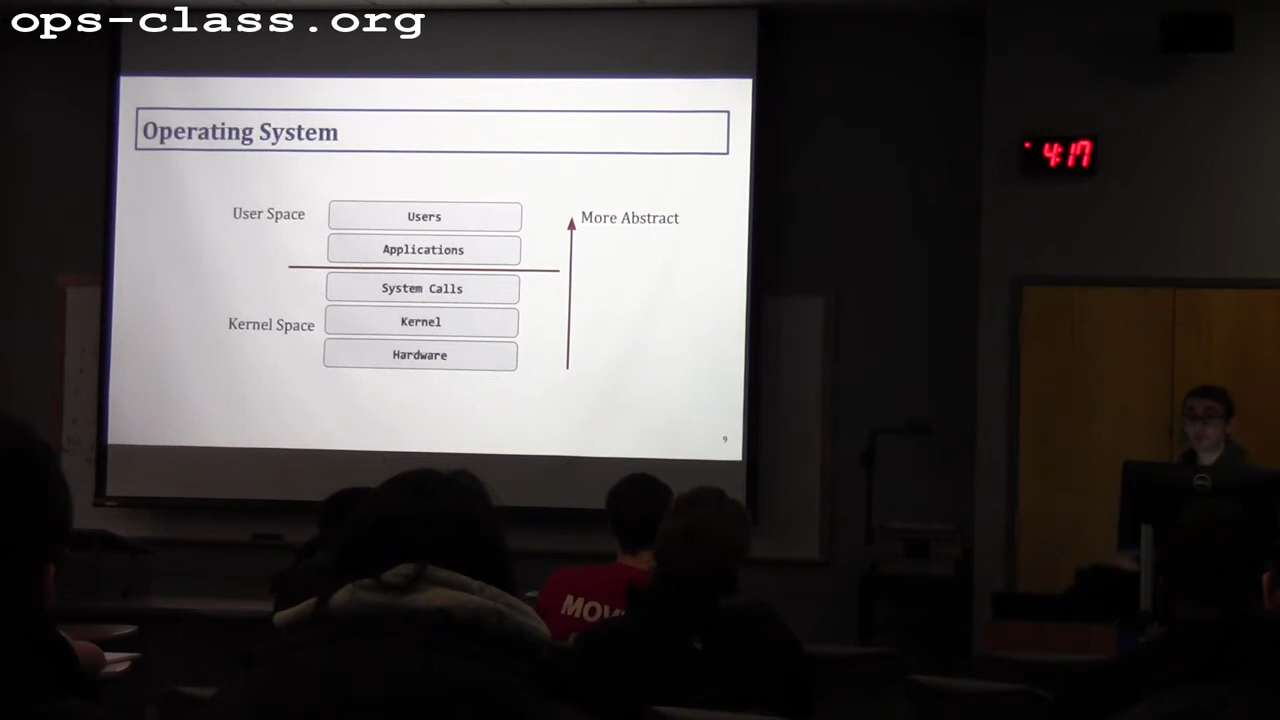 ops-class.org
Operating System
4:17
User Space
Users
More Abstract
Applications
System Calls
Kernel Space
Kernel
Hardware
9
DELL